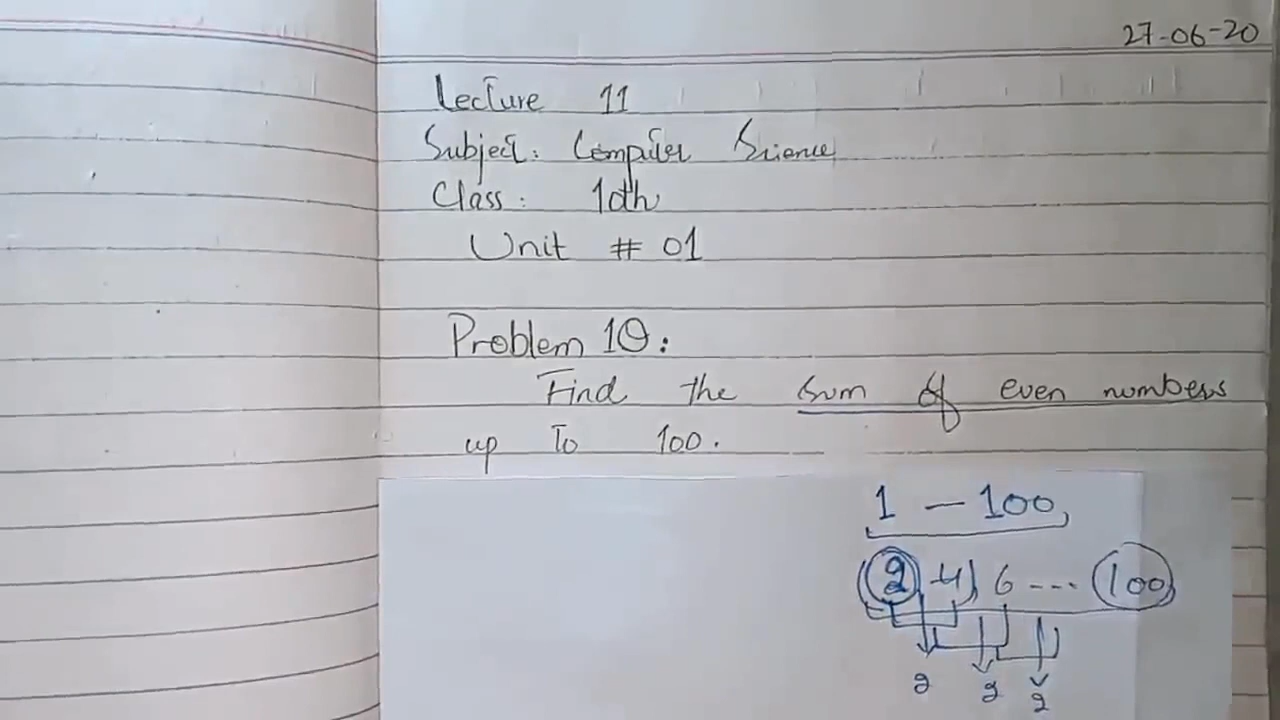 27-06-20
Lecture 11
Subject: Computer Science
Class: 10th
Unit # 01
Problem 10:
Find the sum of even numbers
up to 100.
1 — 100
2 4 6 --- 100
2 2 2